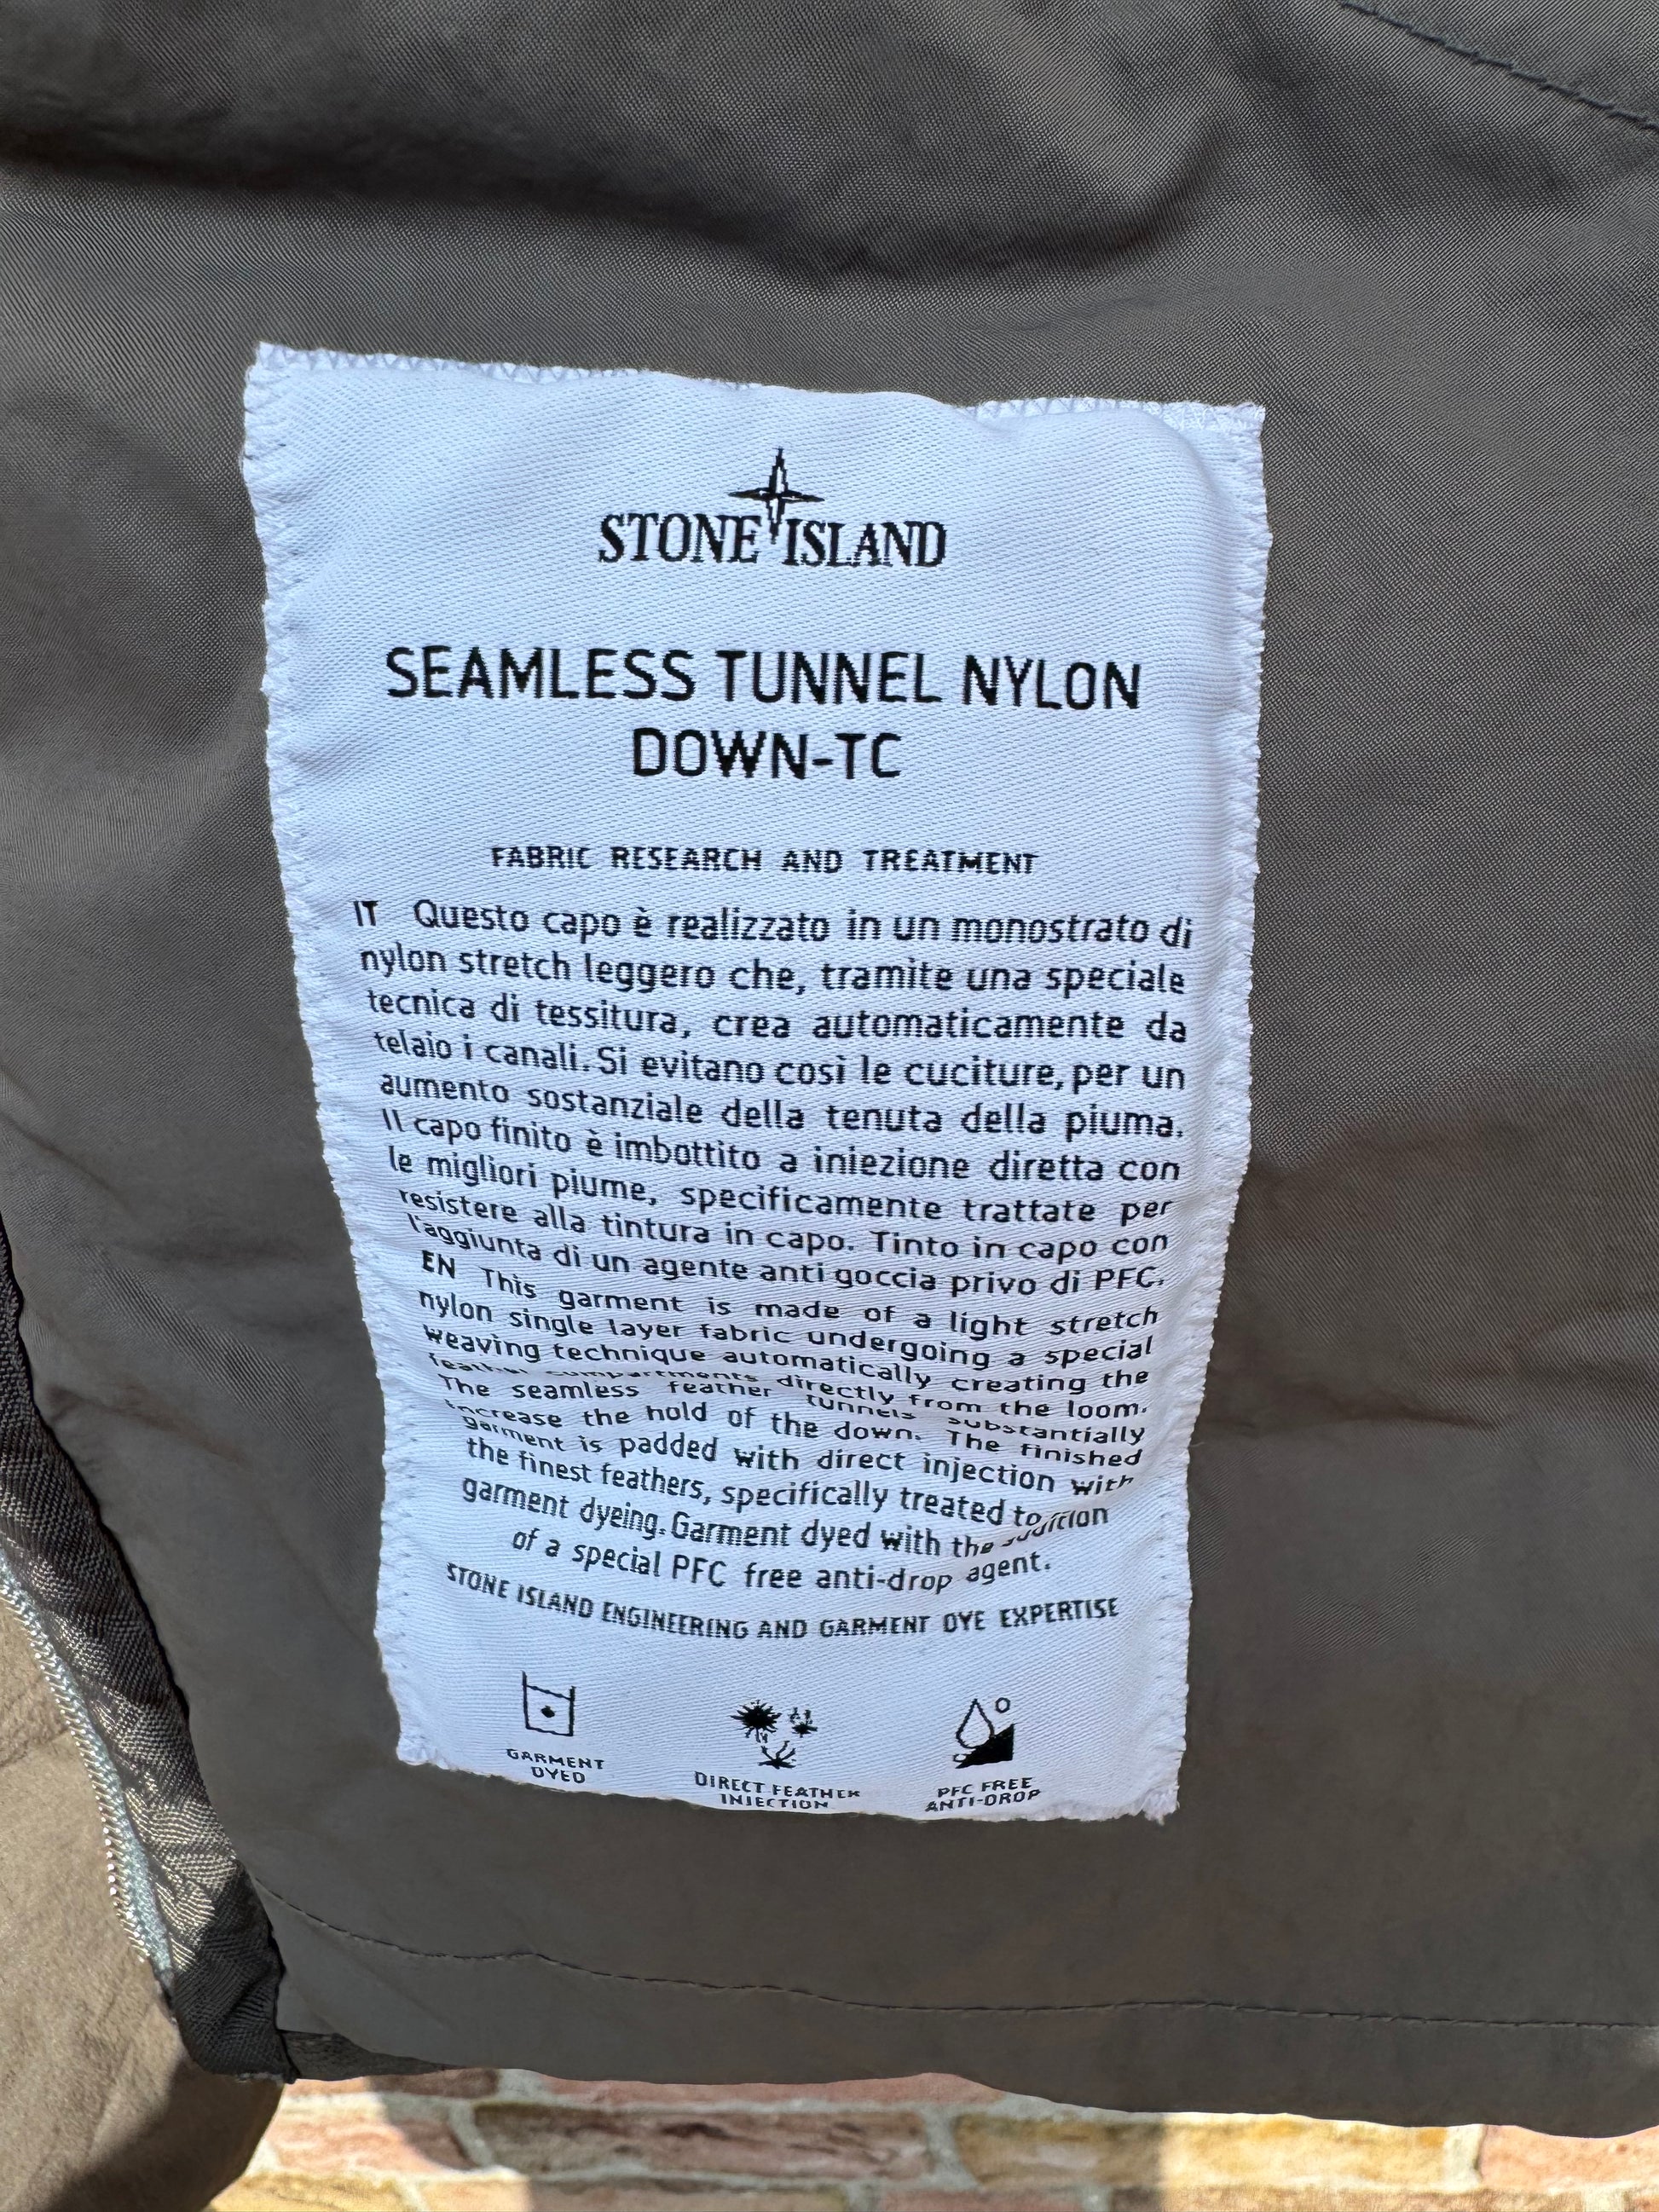 STONE ISLAND
SEAMLESS TUNNEL NYLON
DOWN-TC
FABRIC RESEARCH AND TREATMENT
IT Questo capo è realizzato in un monostrato di
nylon stretch leggero che, tramite una speciale
tecnica di tessitura, crea automaticamente da
telaio i canali. Si evitano così le cuciture, per un
aumento sostanziale della tenuta della piuma.
Il capo finito è imbottito a iniezione diretta con
le migliori piume, specificamente trattate per
resistere alla tintura in capo. Tinto in capo con
l'aggiunta di un agente anti goccia privo di PFC.
EN This garment is made of a light stretch
nylon single layer fabric undergoing a special
weaving technique automatically creating the
feather compartments directly from the loom.
The seamless feather tunnels substantially
increase the hold of the down. The finished
garment is padded with direct injection with
the finest feathers, specifically treated to
garment dyeing. Garment dyed with the addition
of a special PFC free anti-drop agent.
STONE ISLAND ENGINEERING AND GARMENT DYE EXPERTISE
GARMENT
DYED
DIRECT FEATHER
INJECTION
PFC FREE
ANTI-DROP